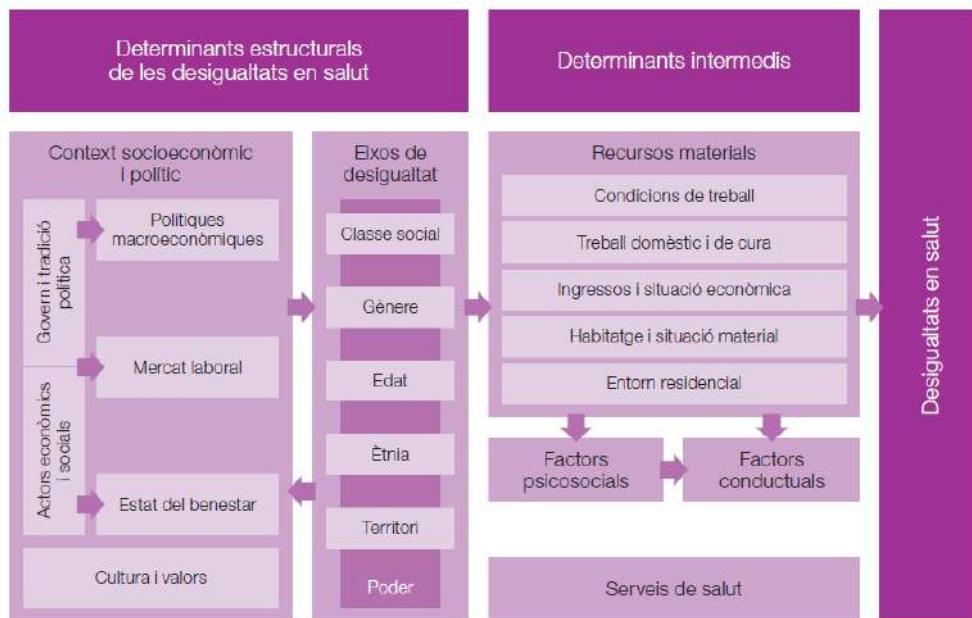 Determinants estructurals
de les desigualtats en salut
Context socioeconòmic
i polític
Govern i tradició
política
Actors econòmics
i socials
Polítiques
macroeconòmiques
Mercat laboral
Estat del benestar
Cultura i valors
Eixos de
desigualtat
Classe social
Gènere
Edat
Ètnia
Territori
Poder
Determinants intermedis
Recursos materials
Condicions de treball
Treball domèstic i de cura
Ingressos i situació econòmica
Habitatge i situació material
Entorn residencial
Factors
psicosocials
Factors
conductuals
Serveis de salut
Desigualtats en salut